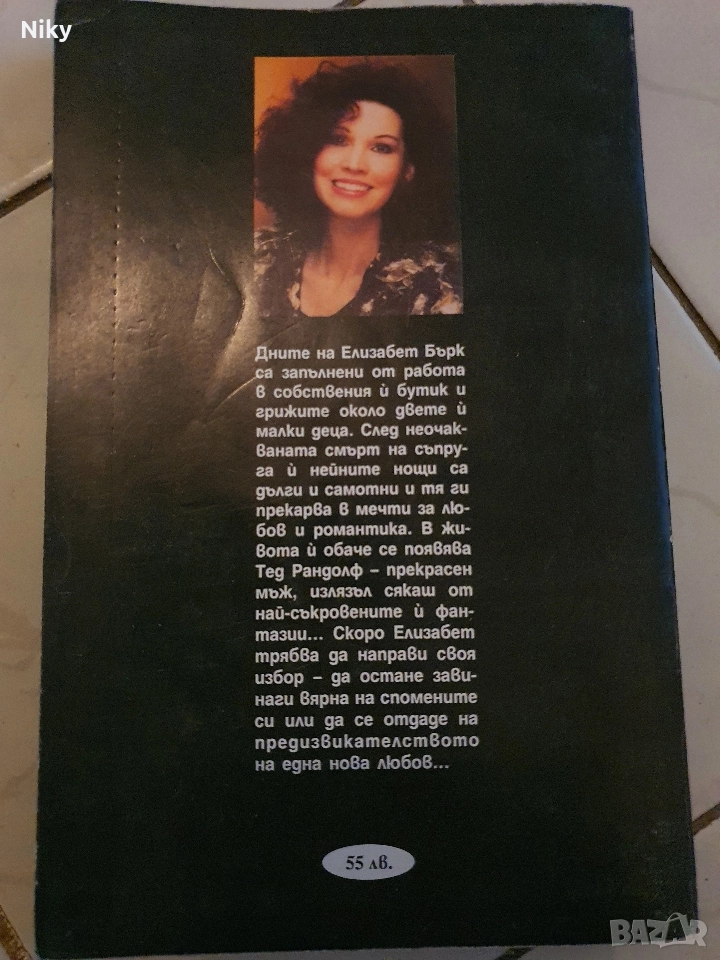 Niky
Дните на Елизабет Бърк
са запълнени от работа
в собствения ѝ бутик и
грижите около двете ѝ
малки деца. След неочак-
ваната смърт на съпру-
га ѝ нейните нощи са
дълги и самотни и тя ги
прекарва в мечти за лю-
бов и романтика. В жи-
вота ѝ обаче се появява
Тед Рандолф – прекрасен
мъж, излязъл сякаш от
най-съкровените ѝ фан-
тазии... Скоро Елизабет
трябва да направи своя
избор – да остане зави-
наги вярна на спомените
си или да се отдаде на
предизвикателството
на една нова любов...
55 лв.
BAZAR